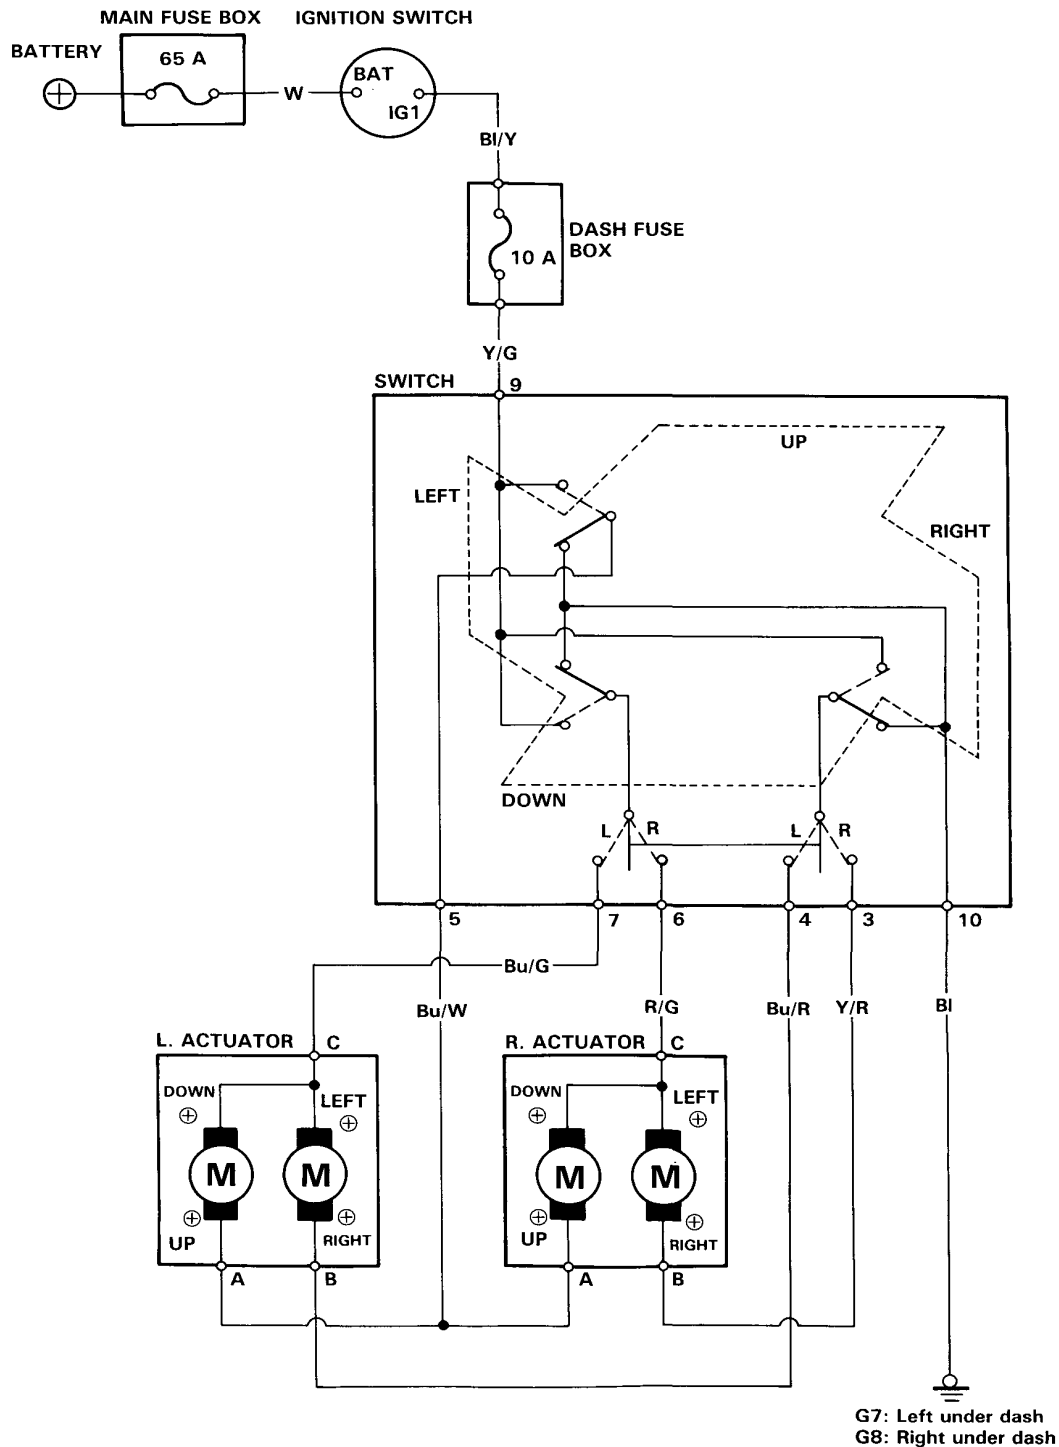 MAIN FUSE BOX
IGNITION SWITCH
BATTERY
65 A
BAT
W
IG1
Bl/Y
DASH FUSE
BOX
10 A
Y/G
SWITCH
9
UP
LEFT
RIGHT
DOWN
L
R
L
R
5
7
6
4
3
10
Bu/G
Bu/W
R/G
Bu/R
Y/R
Bl
L. ACTUATOR
C
R. ACTUATOR
C
DOWN
LEFT
DOWN
LEFT
M
M
M
M
UP
RIGHT
UP
RIGHT
A
B
A
B
G7: Left under dash
G8: Right under dash